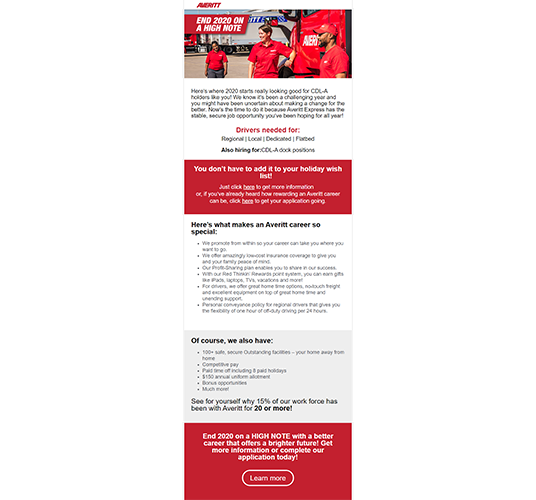 AVERITT
END 2020 ON
A HIGH NOTE
AVERITT
Here's where 2020 starts really looking good for CDL-A
holders like you! We know it's been a challenging year and
you might have been uncertain about making a change for the
better. Now's the time to do it because Averitt Express has the
stable, secure job opportunity you've been hoping for all year!
Drivers needed for:
Regional | Local | Dedicated | Flatbed
Also hiring for:CDL-A dock positions
You don't have to add it to your holiday wish
list!
Just click here to get more information
or, if you've already heard how rewarding an Averitt career
can be, click here to get your application going.
Here's what makes an Averitt career so
special:
• We promote from within so your career can take you where you
want to go.
• We offer amazingly low-cost insurance coverage to give you
and your family peace of mind.
• Our Profit-Sharing plan enables you to share in our success.
• With our Red Thinkin' Rewards point system, you can earn gifts
like iPads, laptops, TVs, vacations and more!
• For drivers, we offer great home time options, no-touch freight
and excellent equipment on top of great home time and
unending support.
• Personal conveyance policy for regional drivers that gives you
the flexibility of one hour of off-duty driving per 24 hours.
Of course, we also have:
• 100+ safe, secure Outstanding facilities – your home away from
home
• Competitive pay
• Paid time off including 8 paid holidays
• $150 annual uniform allotment
• Bonus opportunities
• Much more!
See for yourself why 15% of our work force has
been with Averitt for 20 or more!
End 2020 on a HIGH NOTE with a better
career that offers a brighter future! Get
more information or complete our
application today!
Learn more